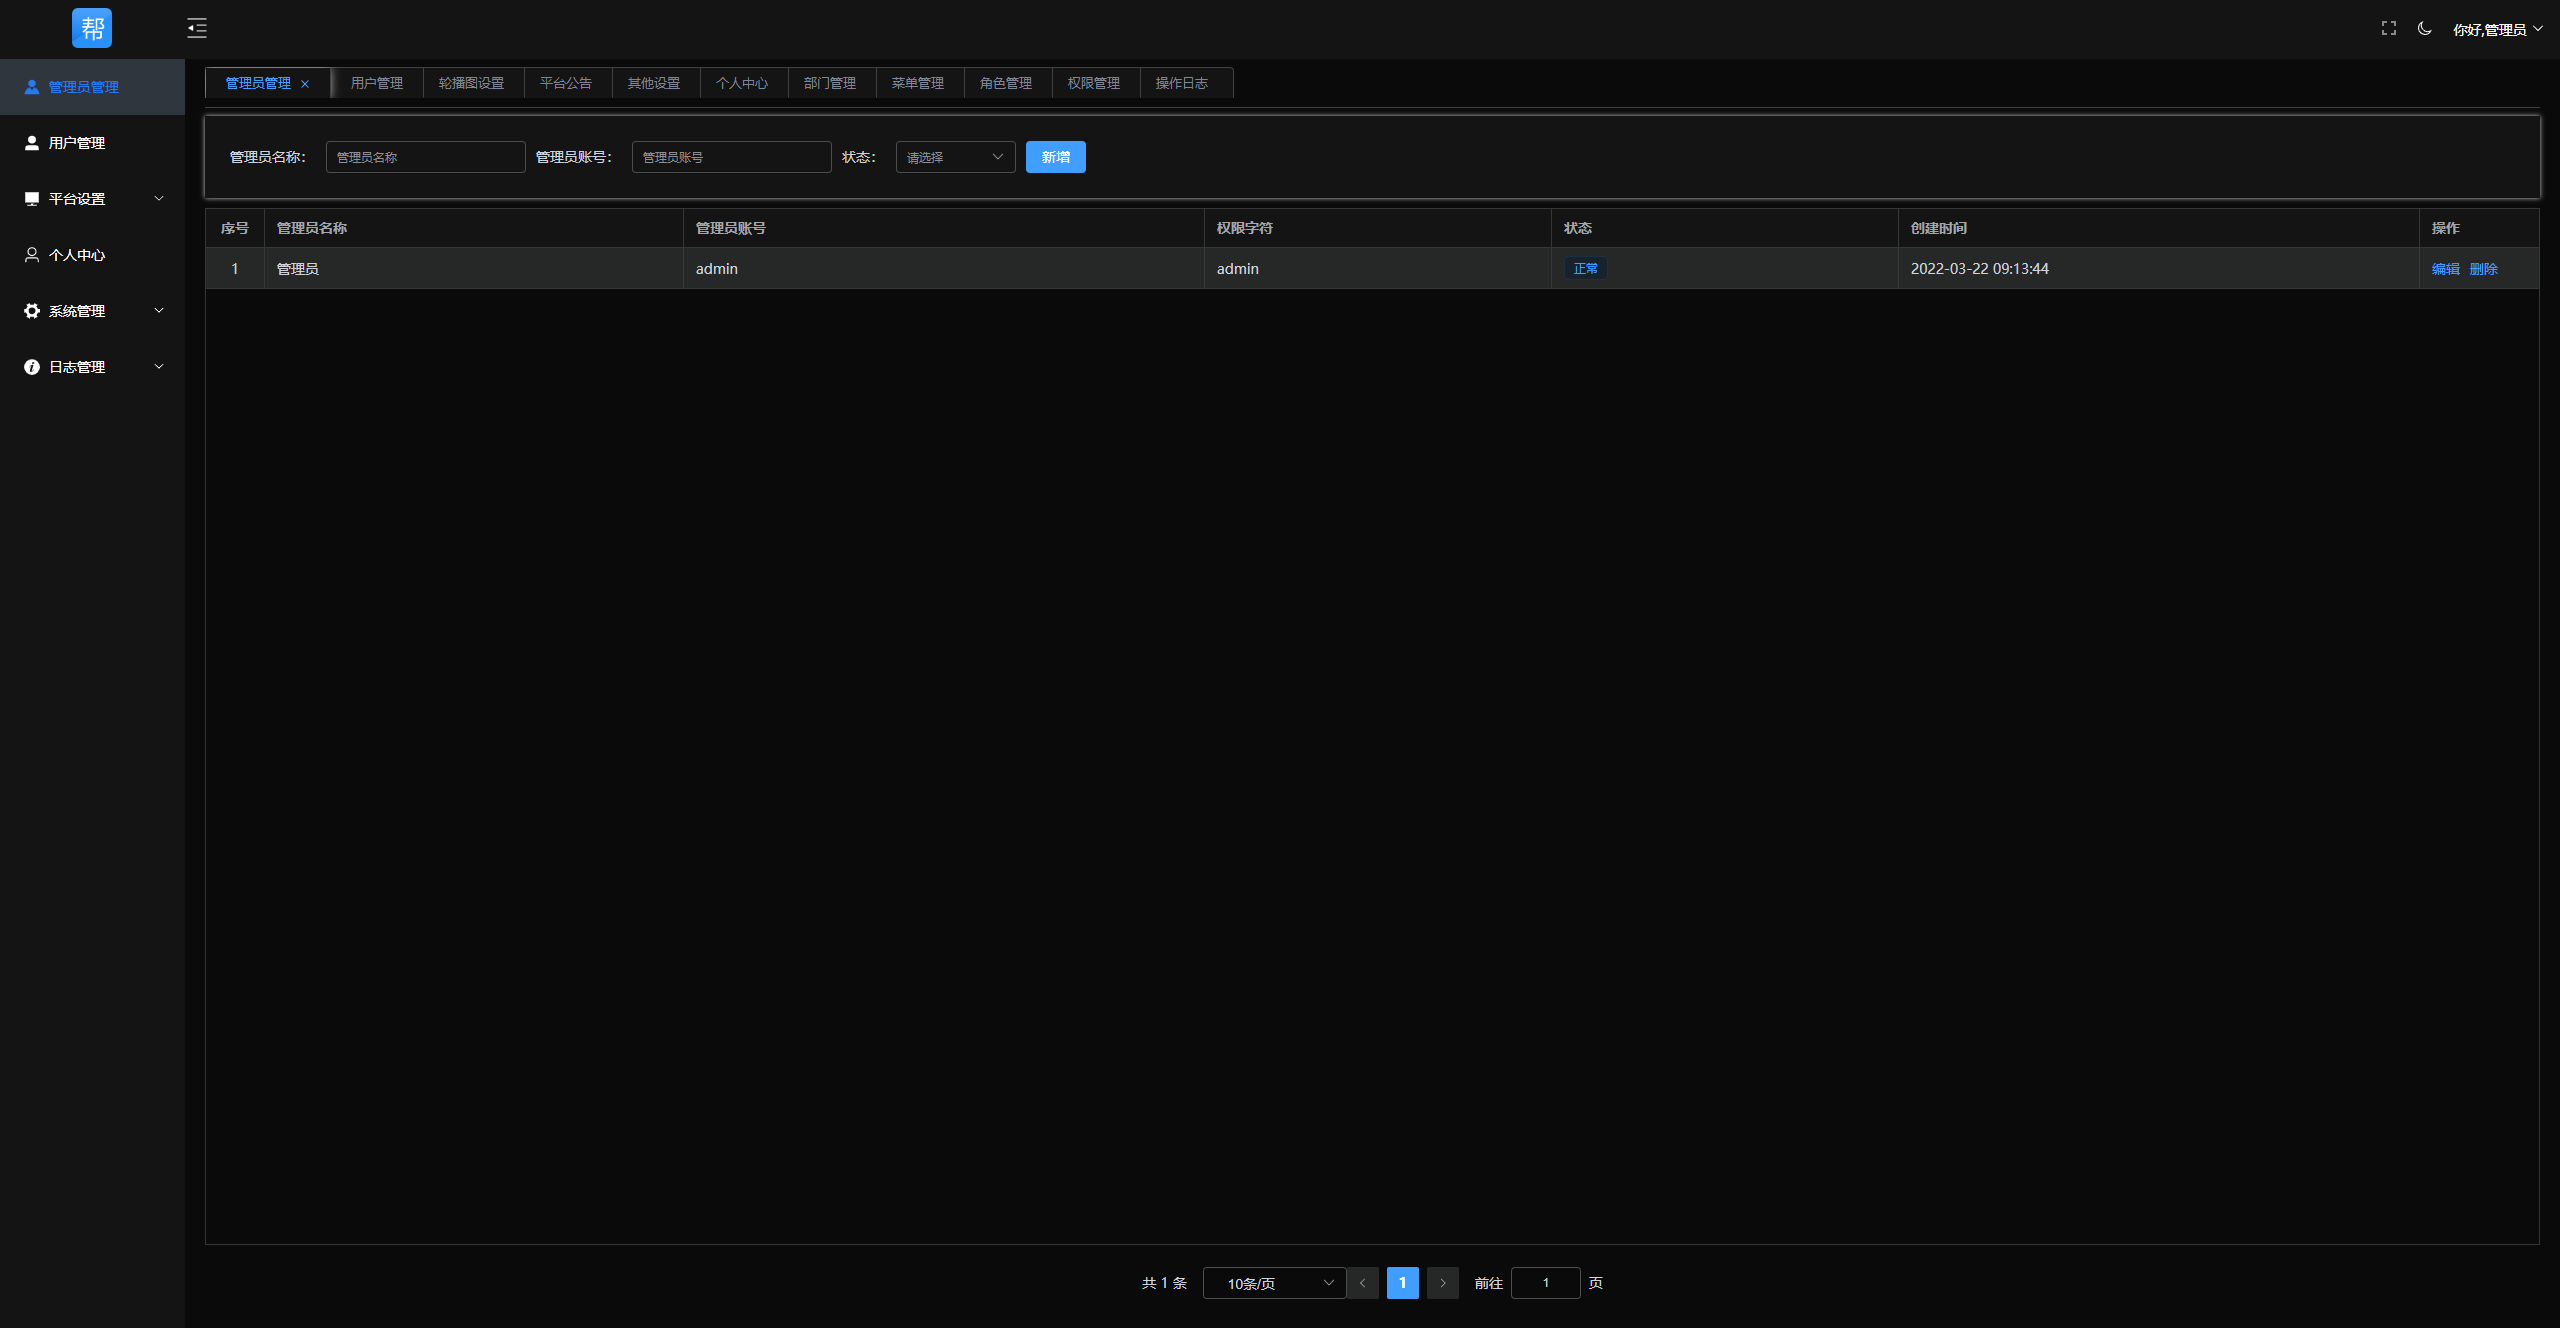 帮
你好,管理员
管理员管理
用户管理
平台设置
个人中心
系统管理
日志管理
管理员管理 用户管理 轮播图设置 平台公告 其他设置 个人中心 部门管理 菜单管理 角色管理 权限管理 操作日志
管理员名称： 管理员名称 管理员账号： 管理员账号 状态： 请选择 新增
序号 管理员名称 管理员账号 权限字符 状态 创建时间 操作
1 管理员 admin admin 正常 2022-03-22 09:13:44 编辑 删除
共 1 条 10条/页 1 前往 1 页